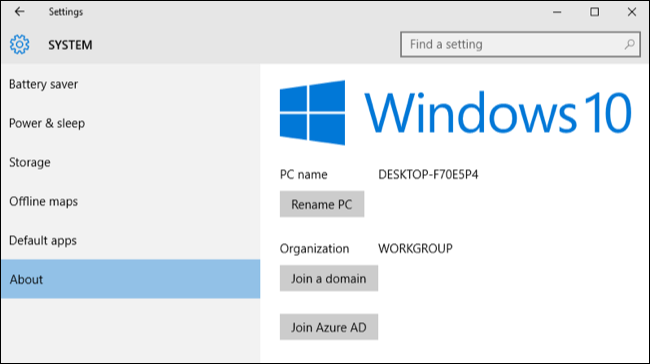 Settings
SYSTEM
Find a setting
Battery saver
Power & sleep
Storage
Offline maps
Default apps
About
Windows 10
PC name DESKTOP-F70E5P4
Rename PC
Organization WORKGROUP
Join a domain
Join Azure AD